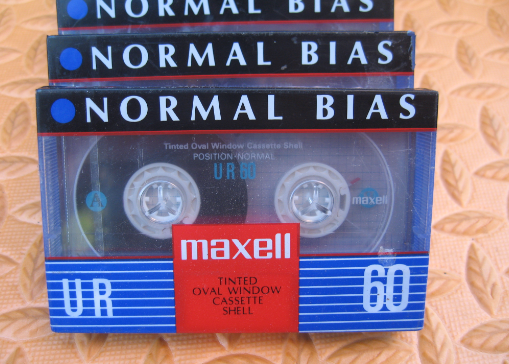 NORMAL BIAS
NORMAL BIAS
NORMAL BIAS
Tinted Oval Window Cassette Shell
POSITION·NORMAL
UR 60
A
maxell
maxell
TINTED
OVAL WINDOW
CASSETTE
SHELL
UR
60